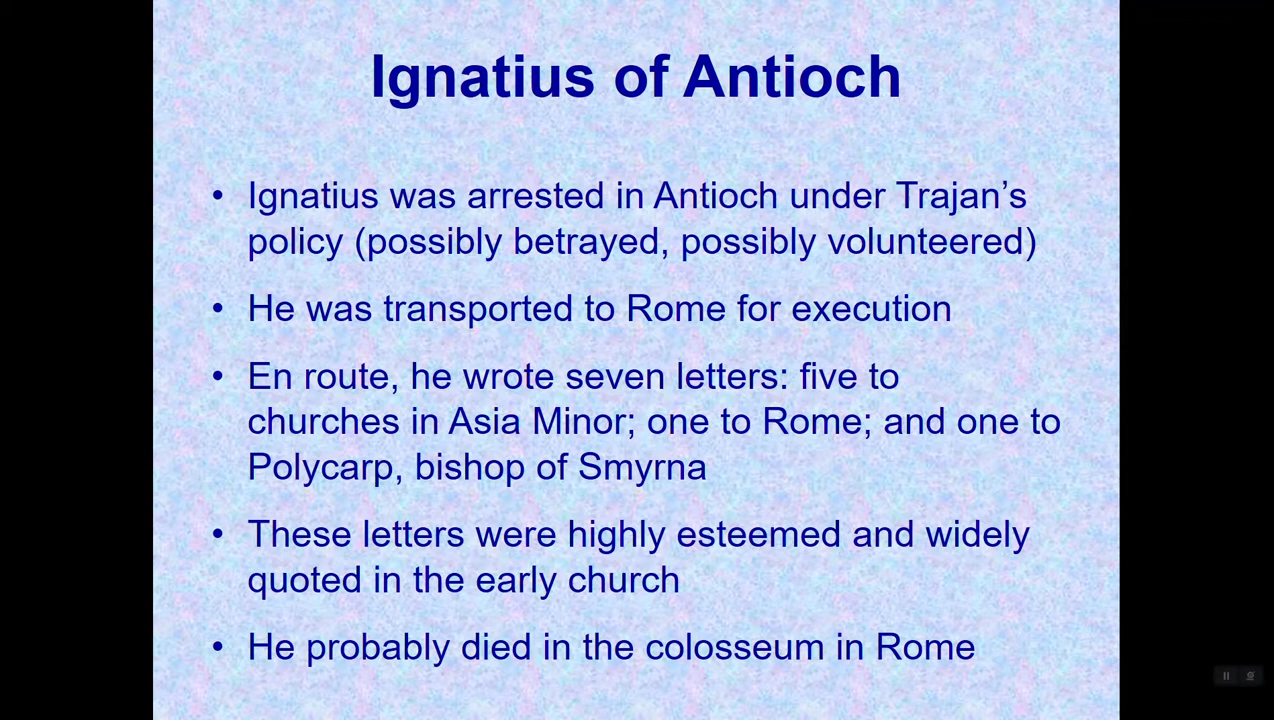 Ignatius of Antioch
• Ignatius was arrested in Antioch under Trajan’s
policy (possibly betrayed, possibly volunteered)
• He was transported to Rome for execution
• En route, he wrote seven letters: five to
churches in Asia Minor; one to Rome; and one to
Polycarp, bishop of Smyrna
• These letters were highly esteemed and widely
quoted in the early church
• He probably died in the colosseum in Rome